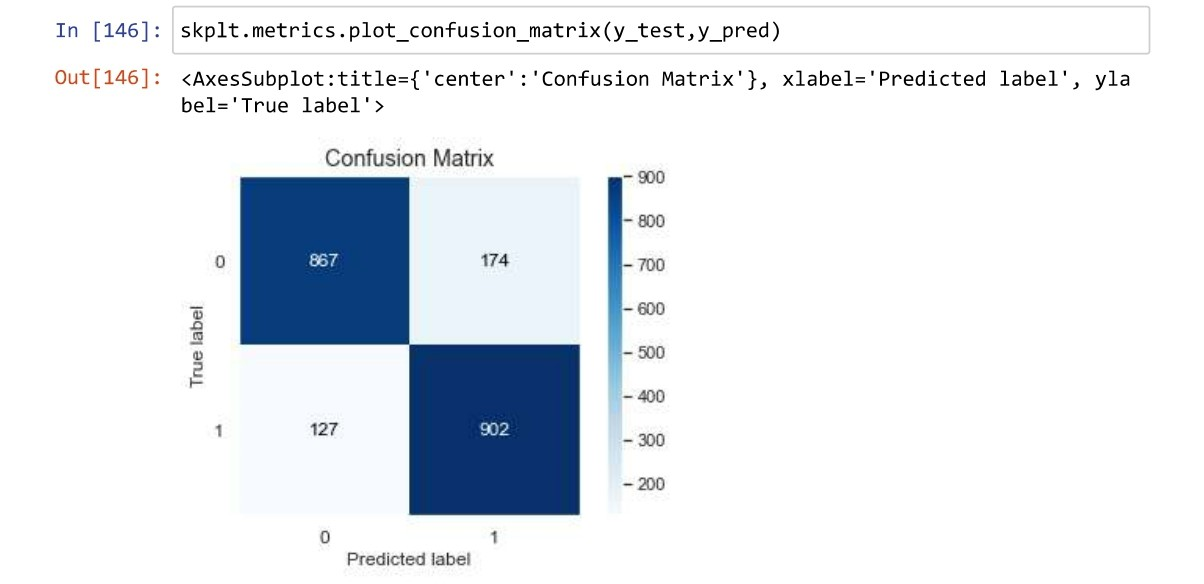 In [146]: skplt.metrics.plot_confusion_matrix(y_test,y_pred)
Out[146]: <AxesSubplot:title={'center':'Confusion Matrix'}, xlabel='Predicted label', yla
bel='True label'>
Confusion Matrix
900
800
700
600
500
400
300
200
0
867
174
True label
1
127
902
0
1
Predicted label